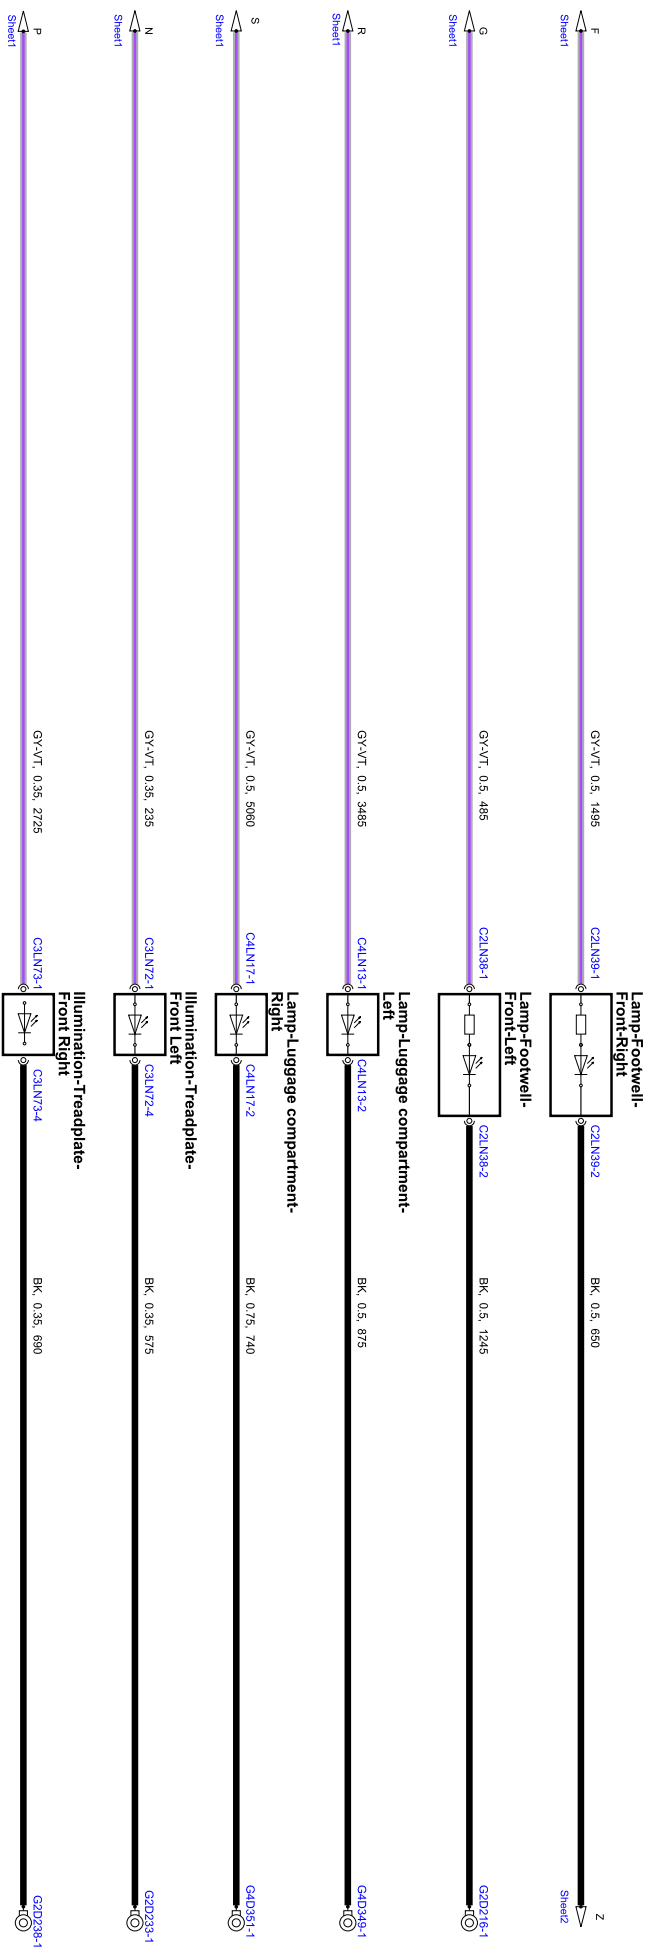 F
Sheet1
GY-VT, 0.5, 1495
C2LN39-1
Lamp-Footwell-
Front-Right
C2LN39-2
BK, 0.5, 650
Z
Sheet2
G
Sheet1
GY-VT, 0.5, 485
C2LN38-1
Lamp-Footwell-
Front-Left
C2LN38-2
BK, 0.5, 1245
G2D216-1
R
Sheet1
GY-VT, 0.5, 3485
C4LN13-1
Lamp-Luggage compartment-
Left
C4LN13-2
BK, 0.5, 875
G4D349-1
S
Sheet1
GY-VT, 0.5, 5060
C4LN17-1
Lamp-Luggage compartment-
Right
C4LN17-2
BK, 0.75, 740
G4D351-1
N
Sheet1
GY-VT, 0.35, 235
C3LN72-1
Illumination-Treadplate-
Front Left
C3LN72-4
BK, 0.35, 575
G2D233-1
P
Sheet1
GY-VT, 0.35, 2725
C3LN73-1
Illumination-Treadplate-
Front Right
C3LN73-4
BK, 0.35, 690
G2D238-1